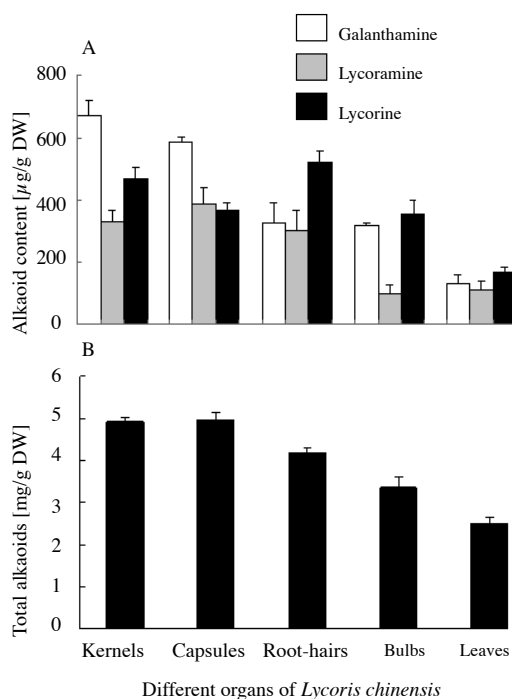 A
Galanthamine
Lycoramine
Lycorine
Alkaoid content [µg/g DW]
800
600
400
200
0
B
Total alkaoids [mg/g DW]
6
5
4
3
2
1
0
Kernels Capsules Root-hairs Bulbs Leaves
Different organs of Lycoris chinensis